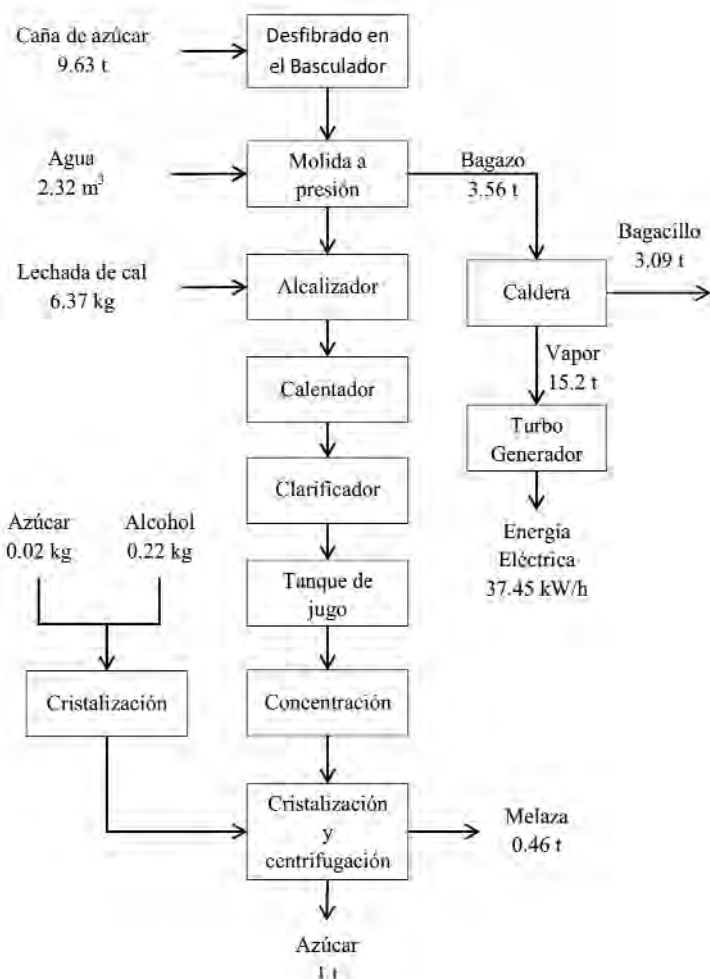 Caña de azúcar
9.63 t
Desfibrado en
el Basculador
Agua
2.32 m³
Molida a
presión
Bagazo
3.56 t
Bagacillo
3.09 t
Lechada de cal
6.37 kg
Alcalizador
Caldera
Vapor
15.2 t
Calentador
Turbo
Generador
Clarificador
Azúcar
0.02 kg
Alcohol
0.22 kg
Energía
Eléctrica
37.45 kW/h
Tanque de
jugo
Cristalización
Concentración
Cristalización
y
centrifugación
Melaza
0.46 t
Azúcar
1 t